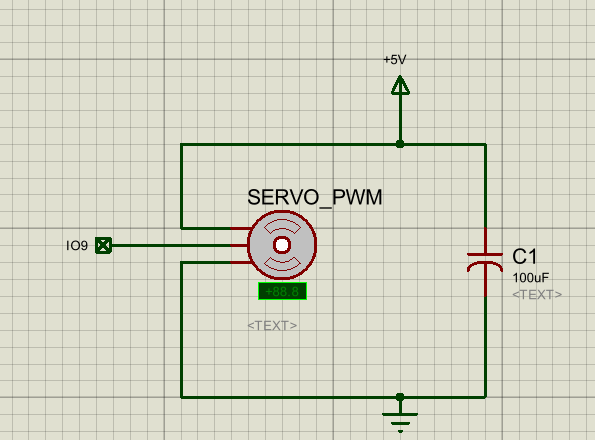 +5V
SERVO_PWM
IO9
C1
100uF
<TEXT>
+88.8
<TEXT>